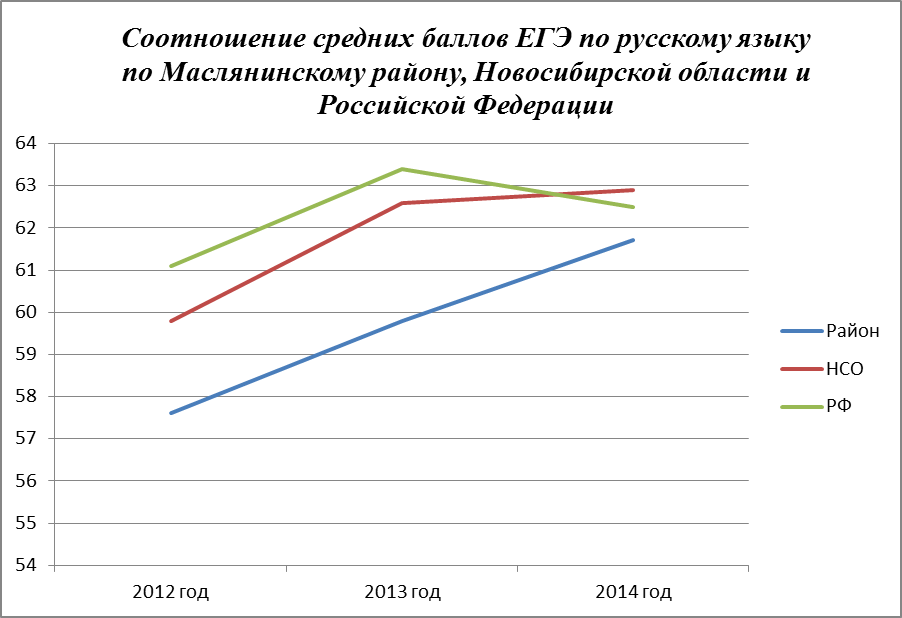 Соотношение средних баллов ЕГЭ по русскому языку
по Маслянинскому району, Новосибирской области и
Российской Федерации
64
63
62
61
60
59
58
57
56
55
54
2012 год
2013 год
2014 год
Район
НСО
РФ